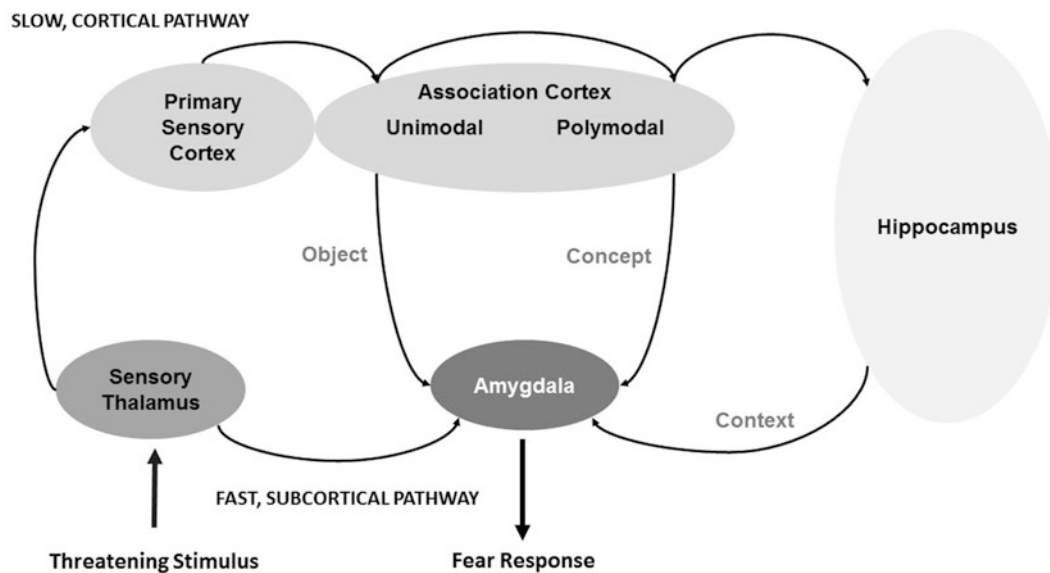 SLOW, CORTICAL PATHWAY
Primary
Sensory
Cortex
Association Cortex
Unimodal Polymodal
Hippocampus
Object
Concept
Sensory
Thalamus
Amygdala
Context
FAST, SUBCORTICAL PATHWAY
Threatening Stimulus
Fear Response